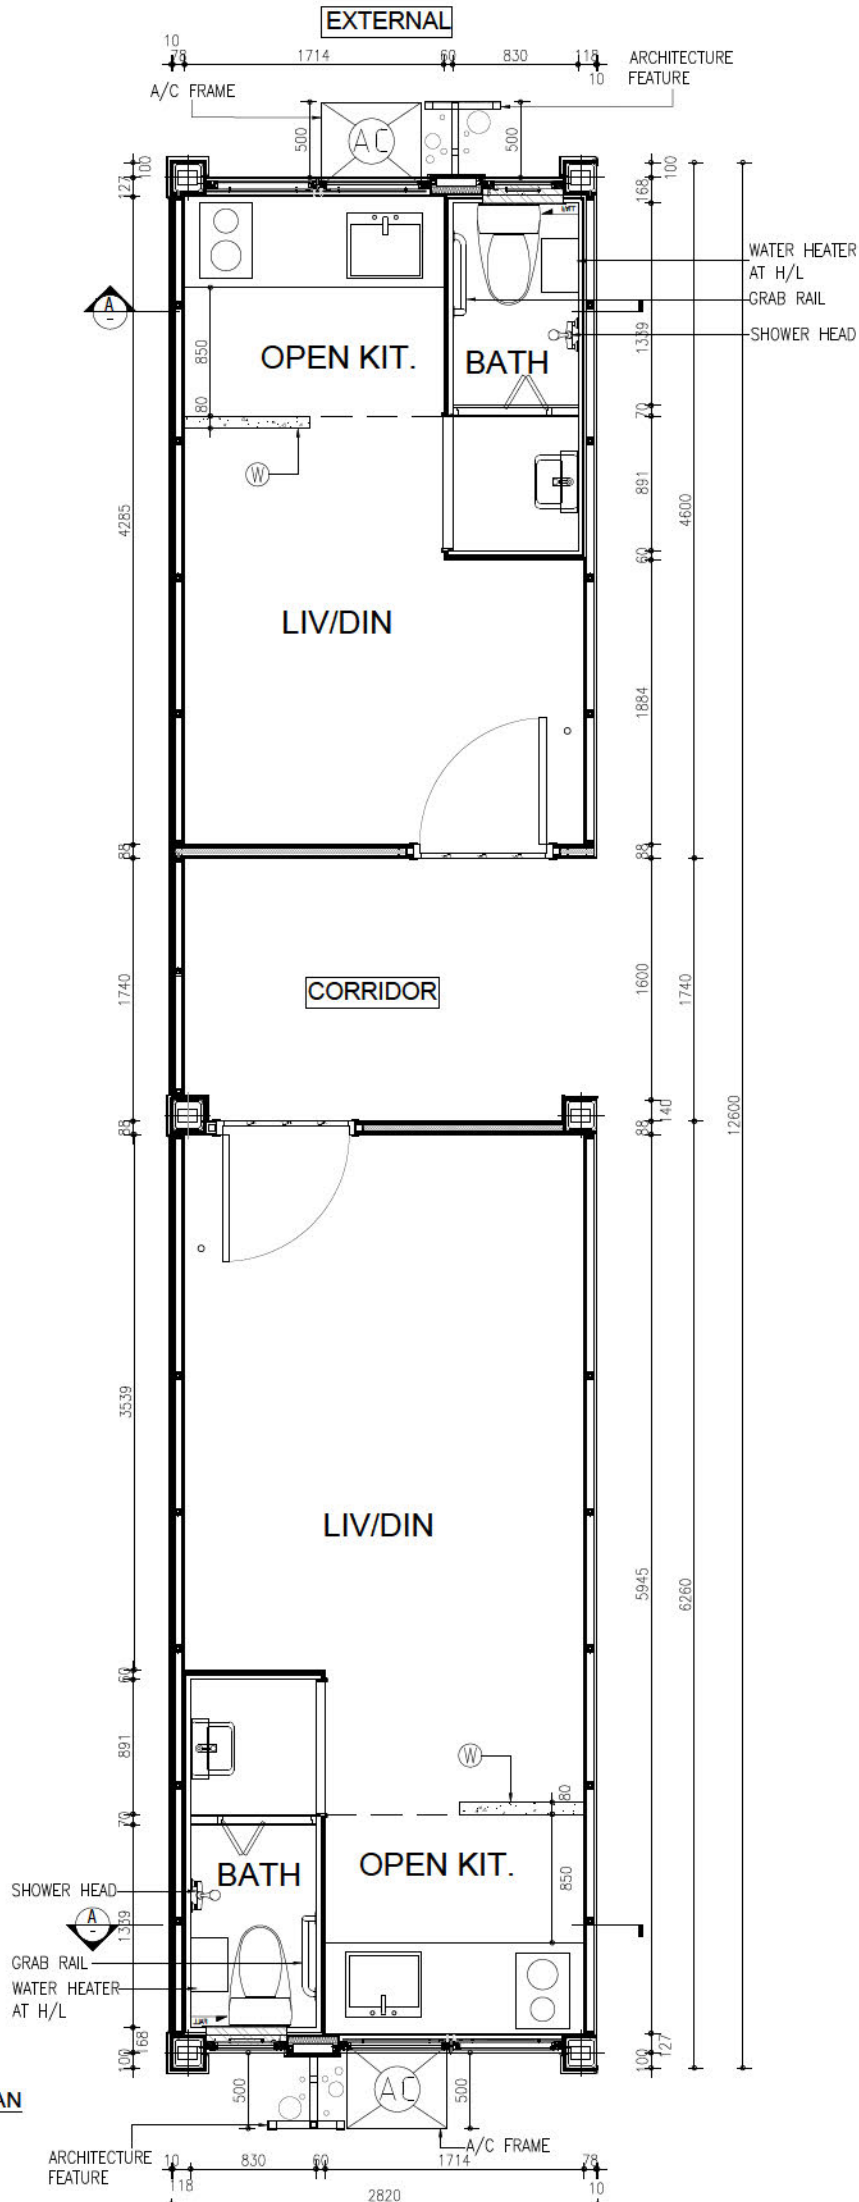 EXTERNAL
10
78
1714
60
830
118
10
ARCHITECTURE
FEATURE
A/C FRAME
500
AC
500
100
127
100
168
WATER HEATER
AT H/L
GRAB RAIL
SHOWER HEAD
A
-
850
OPEN KIT.
BATH
1339
80
70
W
891
4285
4600
60
LIV/DIN
1884
88
88
1740
CORRIDOR
1600
1740
140
88
88
12600
3539
LIV/DIN
5945
6260
60
891
W
80
70
BATH
OPEN KIT.
850
SHOWER HEAD
A
-
1339
GRAB RAIL
WATER HEATER
AT H/L
168
100
127
100
500
AC
500
AN
ARCHITECTURE
FEATURE
A/C FRAME
10
118
830
60
1714
78
10
2820